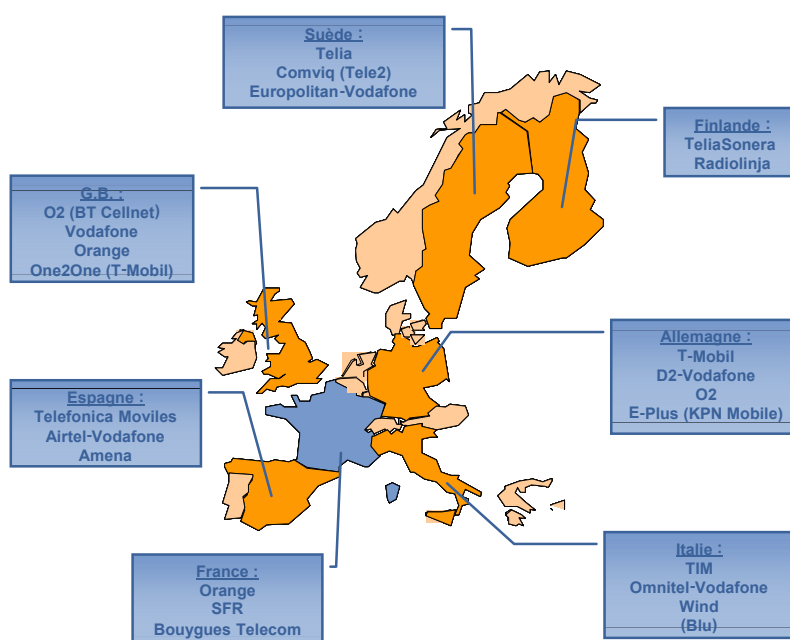 Suède :
Telia
Comviq (Tele2)
Europolitan-Vodafone
Finlande :
TeliaSonera
Radiolinja
G.B. :
O2 (BT Cellnet)
Vodafone
Orange
One2One (T-Mobil)
Allemagne :
T-Mobil
D2-Vodafone
O2
E-Plus (KPN Mobile)
Espagne :
Telefonica Moviles
Airtel-Vodafone
Amena
Italie :
TIM
Omnitel-Vodafone
Wind
(Blu)
France :
Orange
SFR
Bouygues Telecom